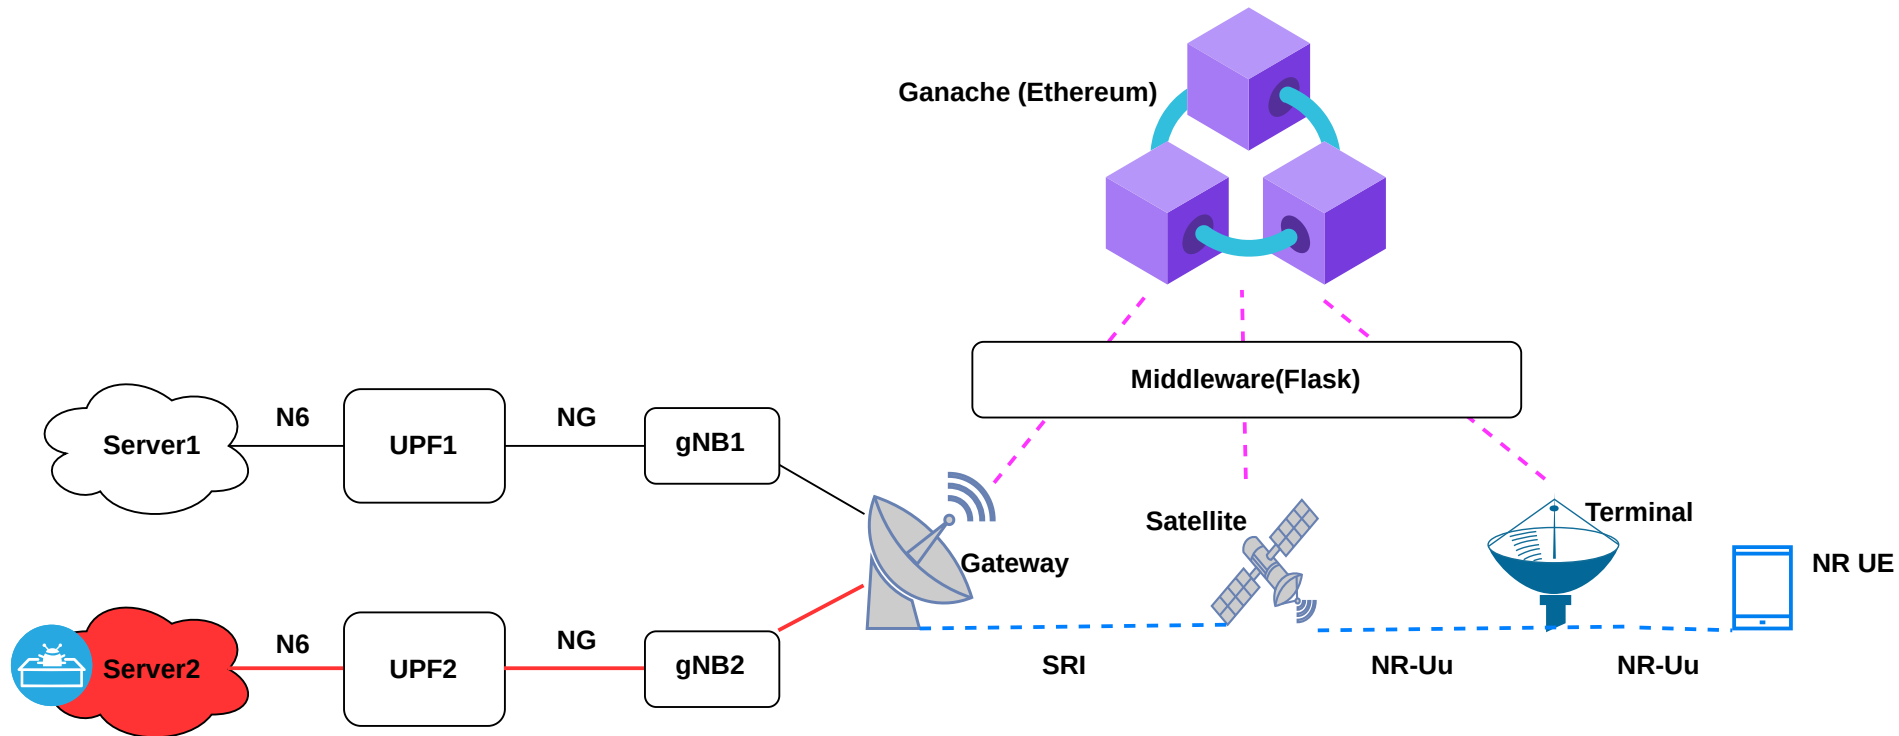 Ganache (Ethereum)
Middleware(Flask)
Server1
N6
UPF1
NG
gNB1
Gateway
Satellite
Terminal
NR UE
Server2
N6
UPF2
NG
gNB2
SRI
NR-Uu
NR-Uu